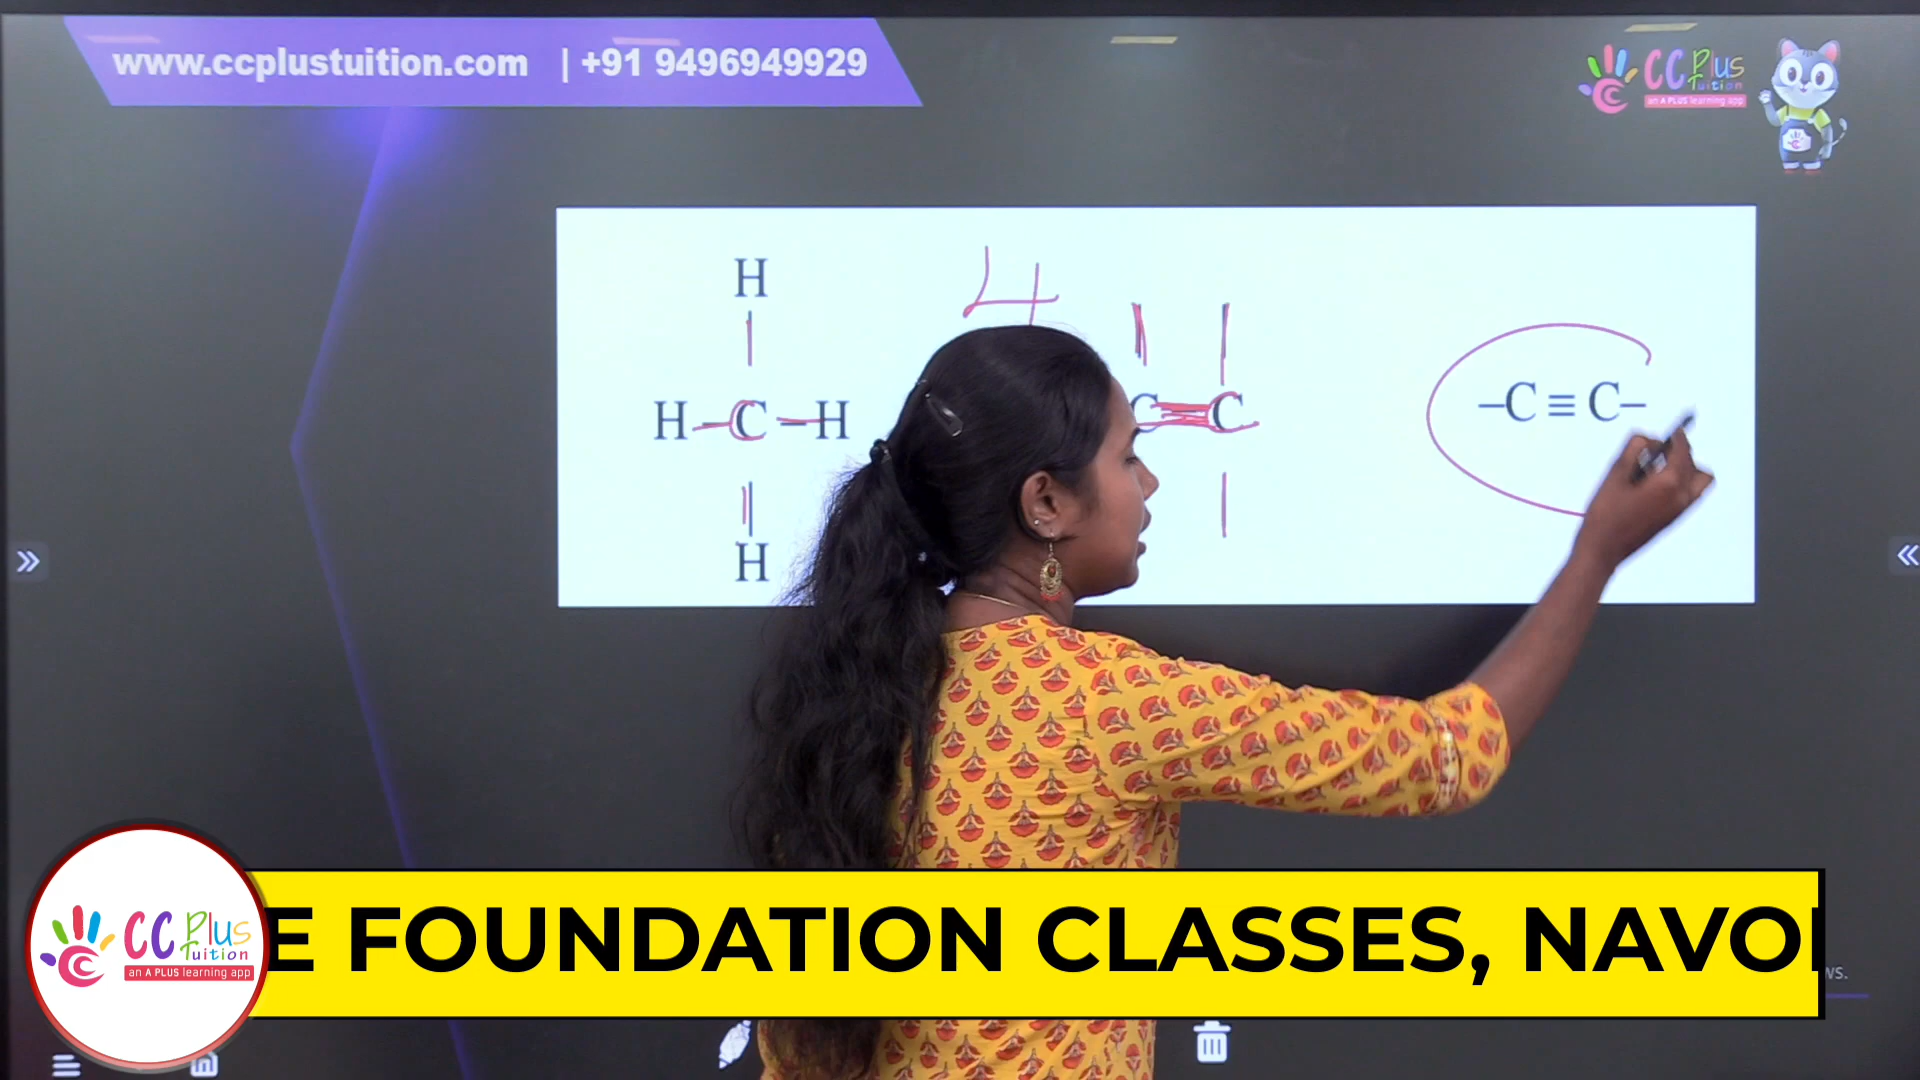 www.ccplustuition.com | +91 9496949929
CC Plus
Tuition
an A PLUS learning app
H 4
H–C–H C=C –C≡C–
H
CC Plus
Tuition
an A PLUS learning app
E FOUNDATION CLASSES, NAVO
ws.